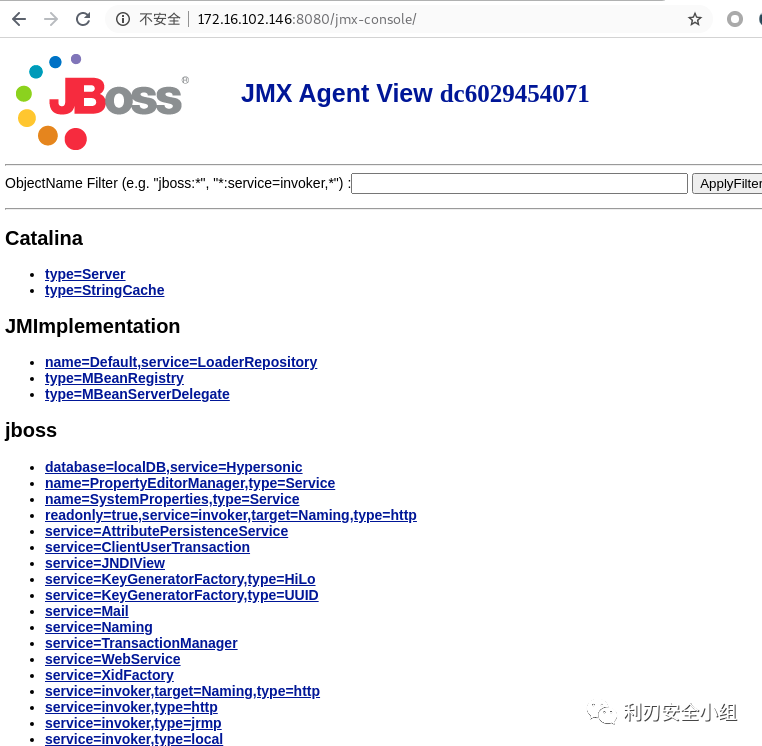 不安全 172.16.102.146:8080/jmx-console/
JBoss®
JMX Agent View dc6029454071
ObjectName Filter (e.g. "jboss:*", "*:service=invoker,*") : ApplyFilter
Catalina
type=Server
type=StringCache
JMImplementation
name=Default,service=LoaderRepository
type=MBeanRegistry
type=MBeanServerDelegate
jboss
database=localDB,service=Hypersonic
name=PropertyEditorManager,type=Service
name=SystemProperties,type=Service
readonly=true,service=invoker,target=Naming,type=http
service=AttributePersistenceService
service=ClientUserTransaction
service=JNDIView
service=KeyGeneratorFactory,type=HiLo
service=KeyGeneratorFactory,type=UUID
service=Mail
service=Naming
service=TransactionManager
service=WebService
service=XidFactory
service=invoker,target=Naming,type=http
service=invoker,type=http
service=invoker,type=jrmp
service=invoker,type=local
利刃安全小组